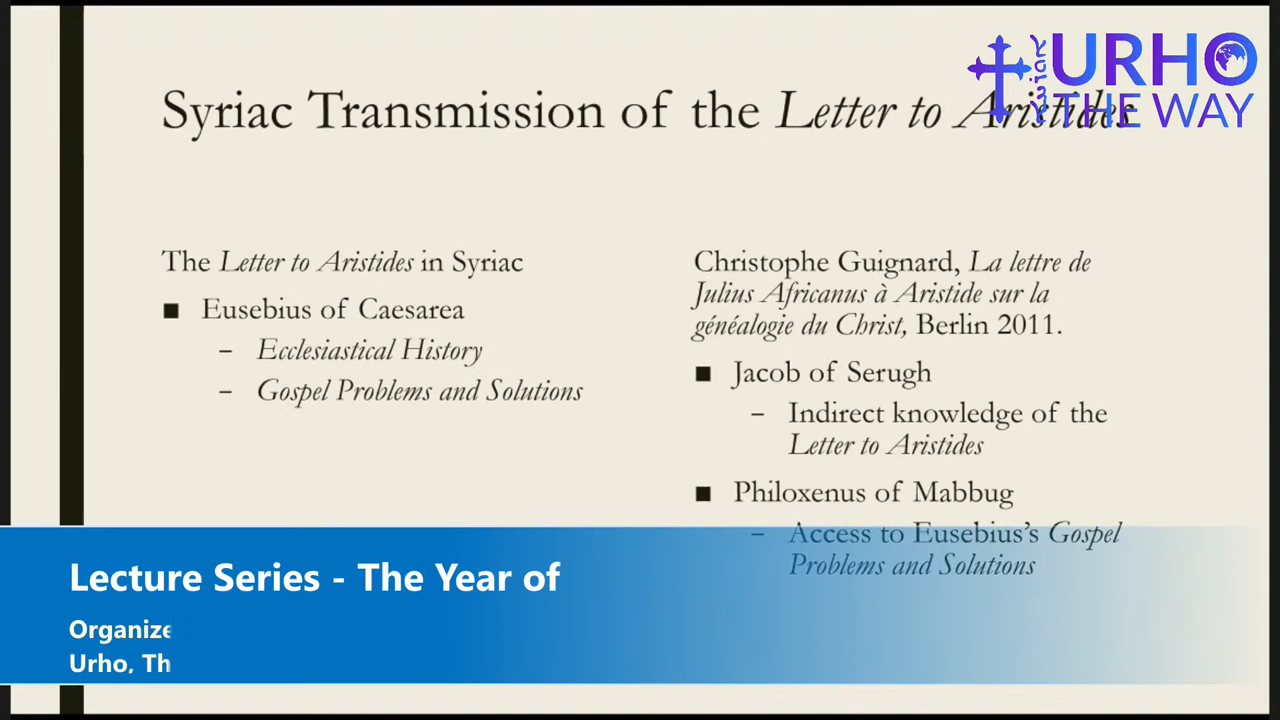 URHO
THE WAY
Syriac Transmission of the Letter to Aristides
The Letter to Aristides in Syriac
■ Eusebius of Caesarea
– Ecclesiastical History
– Gospel Problems and Solutions
Christophe Guignard, La lettre de
Julius Africanus à Aristide sur la
généalogie du Christ, Berlin 2011.
■ Jacob of Serugh
– Indirect knowledge of the
Letter to Aristides
■ Philoxenus of Mabbug
– Access to Eusebius’s Gospel
Problems and Solutions
Lecture Series - The Year of
Organize
Urho, Th